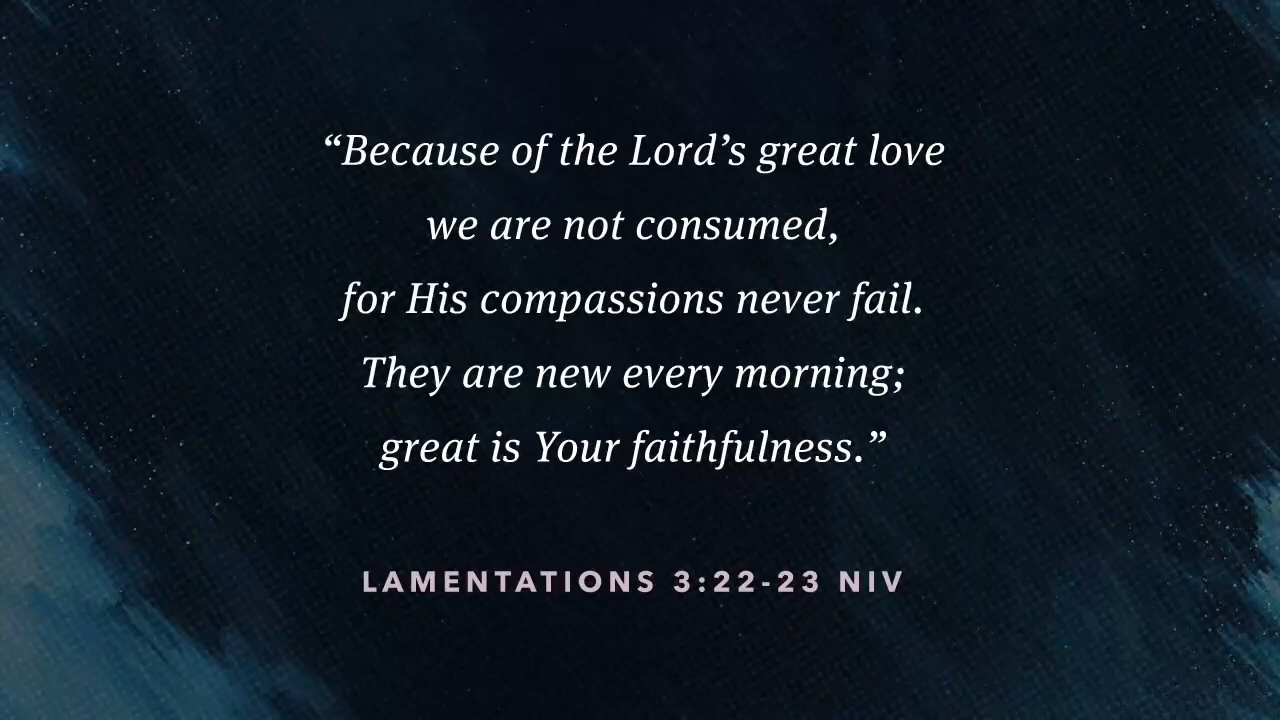 “Because of the Lord’s great love
we are not consumed,
for His compassions never fail.
They are new every morning;
great is Your faithfulness.”
LAMENTATIONS 3:22-23 NIV